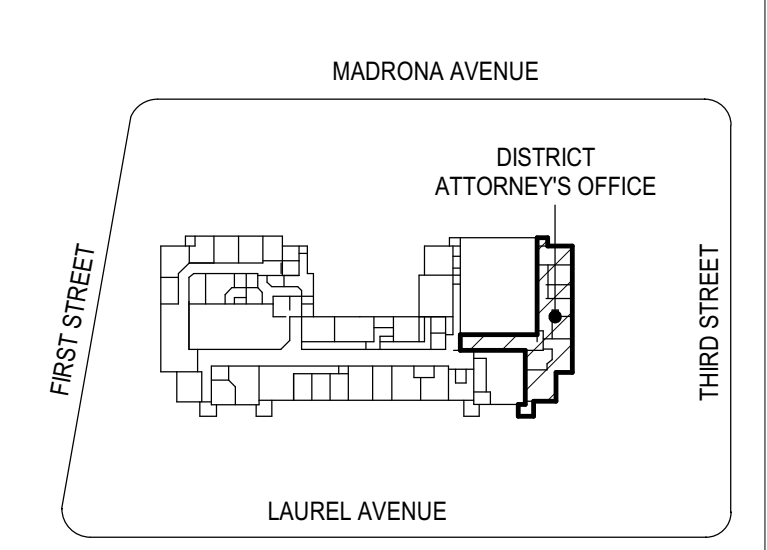 MADRONA AVENUE
DISTRICT
ATTORNEY'S OFFICE
FIRST STREET
THIRD STREET
LAUREL AVENUE